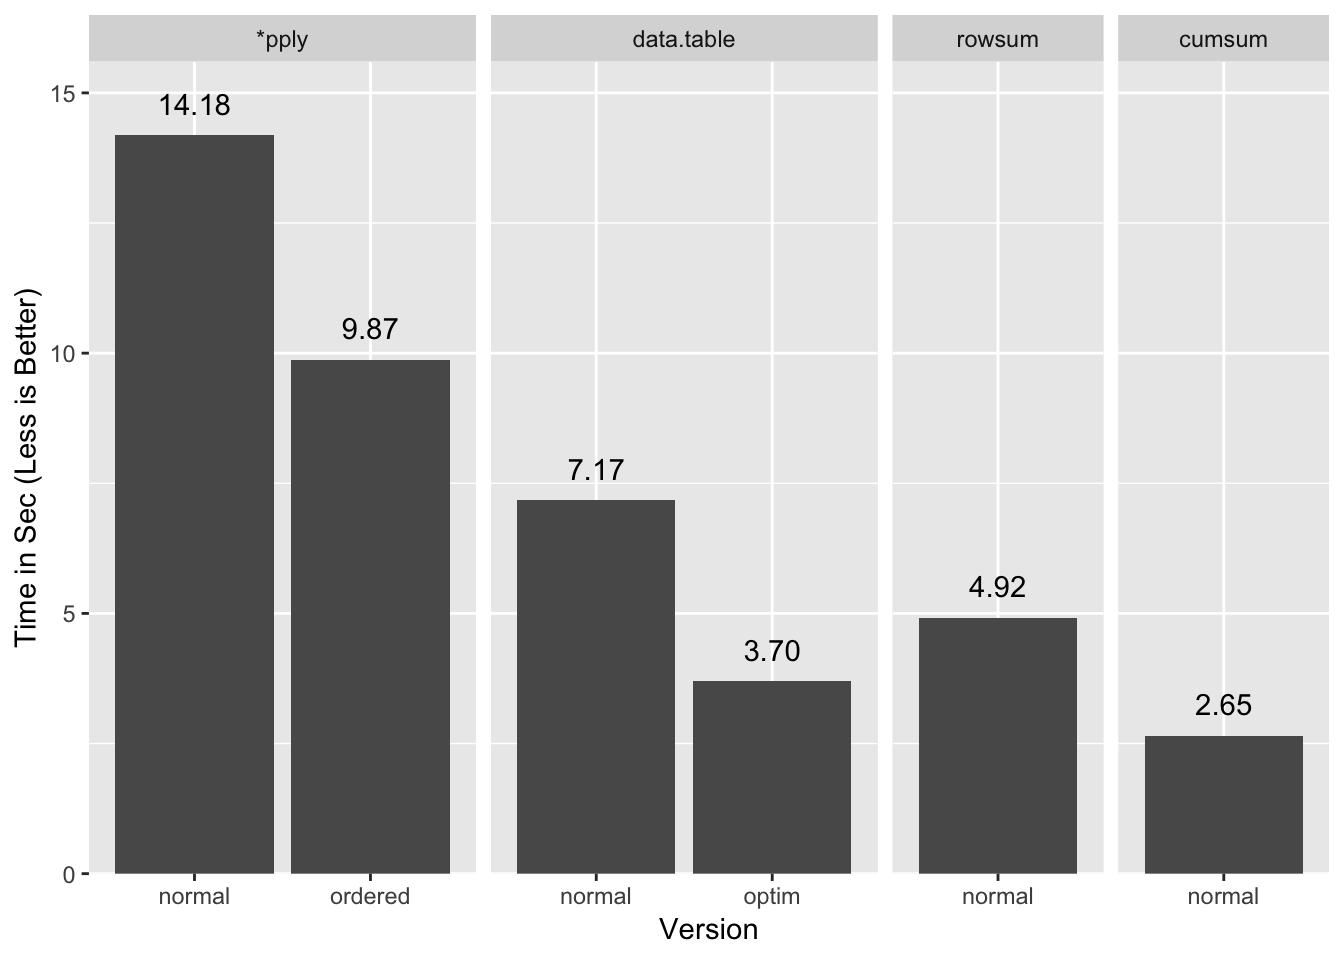 *pply
data.table
rowsum
cumsum
Time in Sec (Less is Better)
15
10
5
0
14.18
9.87
7.17
3.70
4.92
2.65
normal
ordered
normal
optim
normal
normal
Version